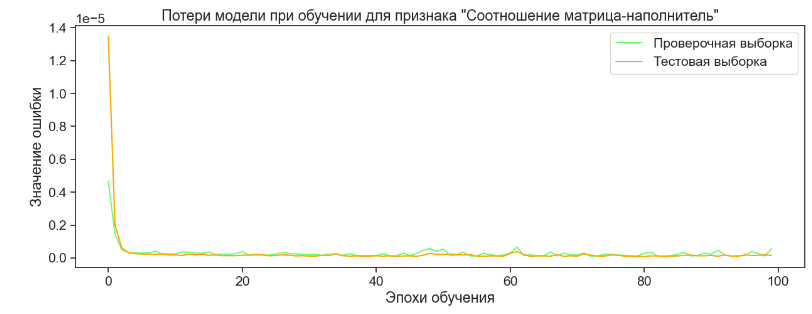 Потери модели при обучении для признака "Соотношение матрица-наполнитель"
1e−5
1.4
1.2
1.0
0.8
0.6
0.4
0.2
0.0
Значение ошибки
Проверочная выборка
Тестовая выборка
0 20 40 60 80 100
Эпохи обучения